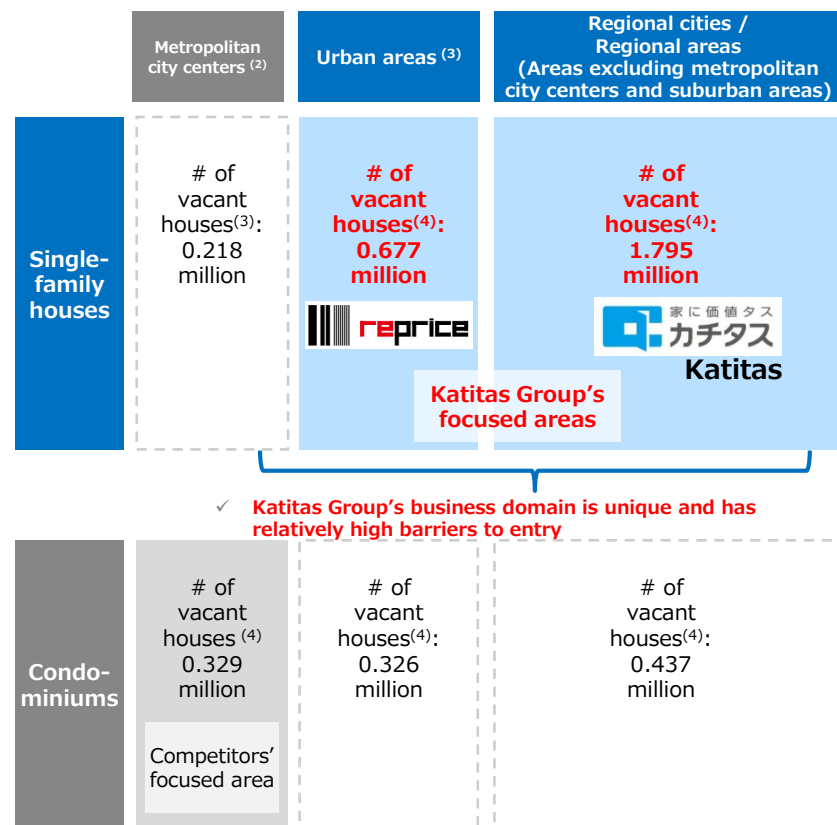 Metropolitan
city centers (2)
Urban areas (3)
Regional cities /
Regional areas
(Areas excluding metropolitan
city centers and suburban areas)
Single-
family
houses
# of
vacant
houses(3):
0.218
million
# of
vacant
houses(4):
0.677
million
reprice
# of
vacant
houses(4):
1.795
million
家に価値タス
カチタス
Katitas
Katitas Group’s
focused areas
✓ Katitas Group’s business domain is unique and has
relatively high barriers to entry
Condo-
miniums
# of
vacant
houses (4)
0.329
million
Competitors’
focused area
# of
vacant
houses(4):
0.326
million
# of
vacant
houses(4):
0.437
million